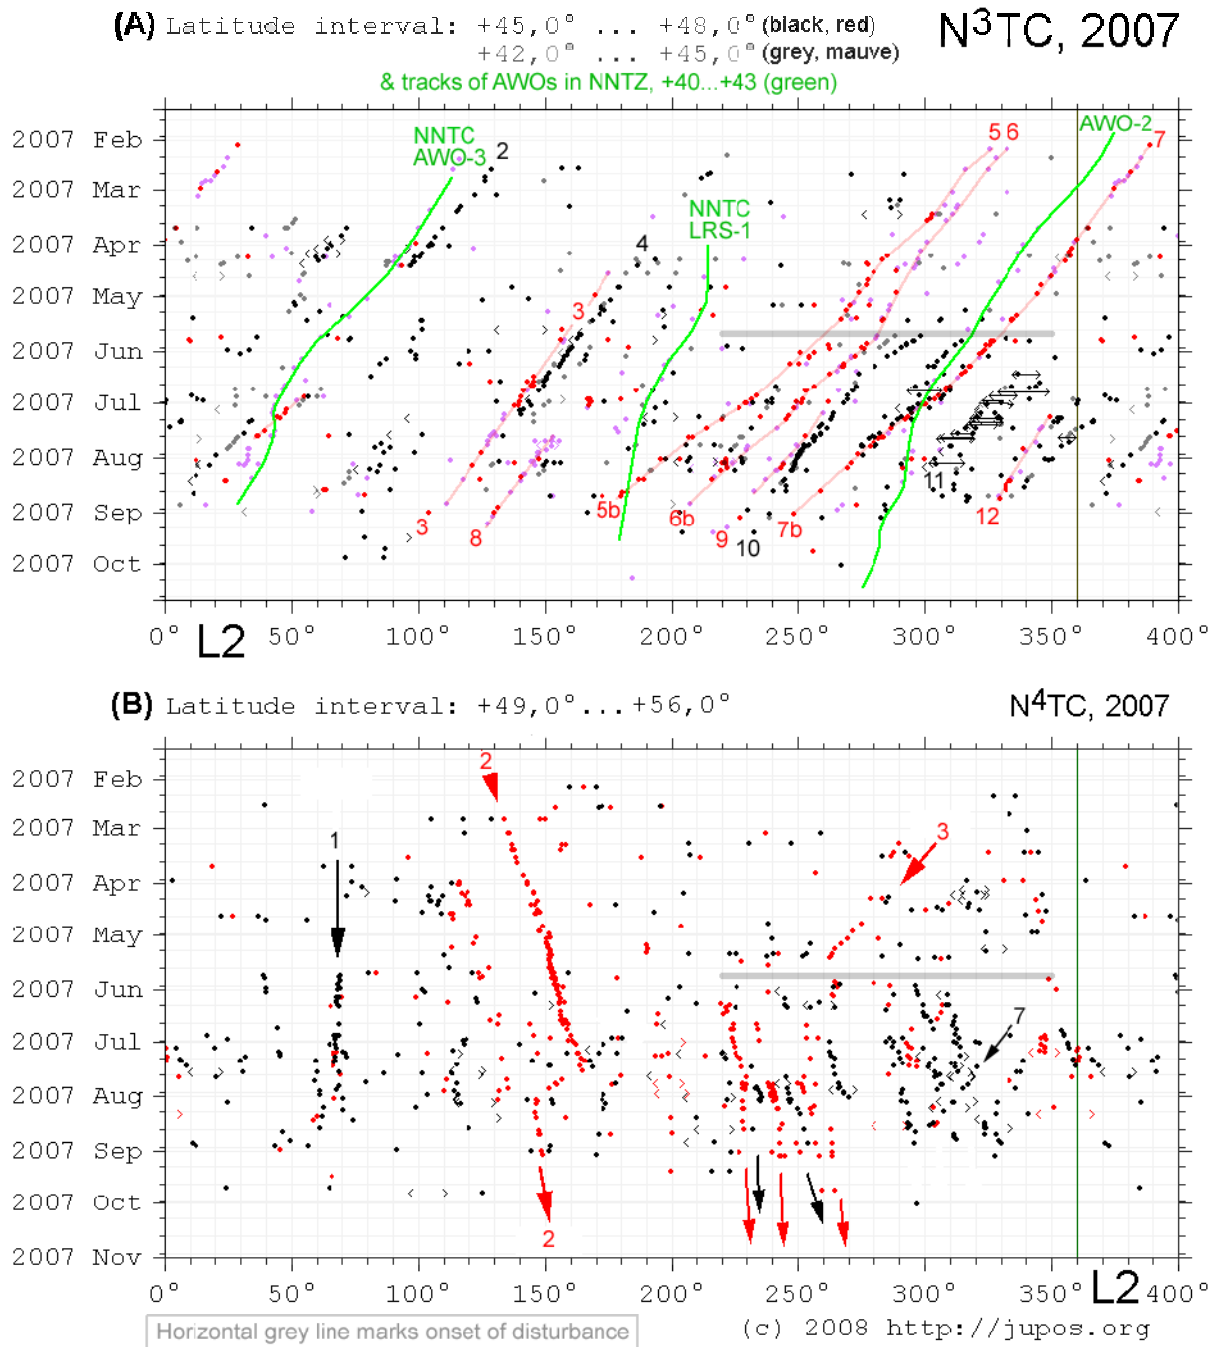 (A) Latitude interval: +45,0° ... +48,0° (black, red)
N3TC, 2007
+42,0° ... +45,0° (grey, mauve)
& tracks of AWOs in NNTZ, +40...+43 (green)
2007 Feb
2007 Mar
2007 Apr
2007 May
2007 Jun
2007 Jul
2007 Aug
2007 Sep
2007 Oct
NNTC
AWO-3
2
NNTC
LRS-1
4
3
5 6
AWO-2
7
3
8
5b
6b
9
10
7b
11
12
0° 50° 100° 150° 200° 250° 300° 350° 400°
L2
(B) Latitude interval: +49,0°...+56,0°
N4TC, 2007
2007 Feb
2007 Mar
2007 Apr
2007 May
2007 Jun
2007 Jul
2007 Aug
2007 Sep
2007 Oct
2007 Nov
2
1
3
7
2
0° 50° 100° 150° 200° 250° 300° 350° 400°
L2
Horizontal grey line marks onset of disturbance
(c) 2008 http://jupos.org